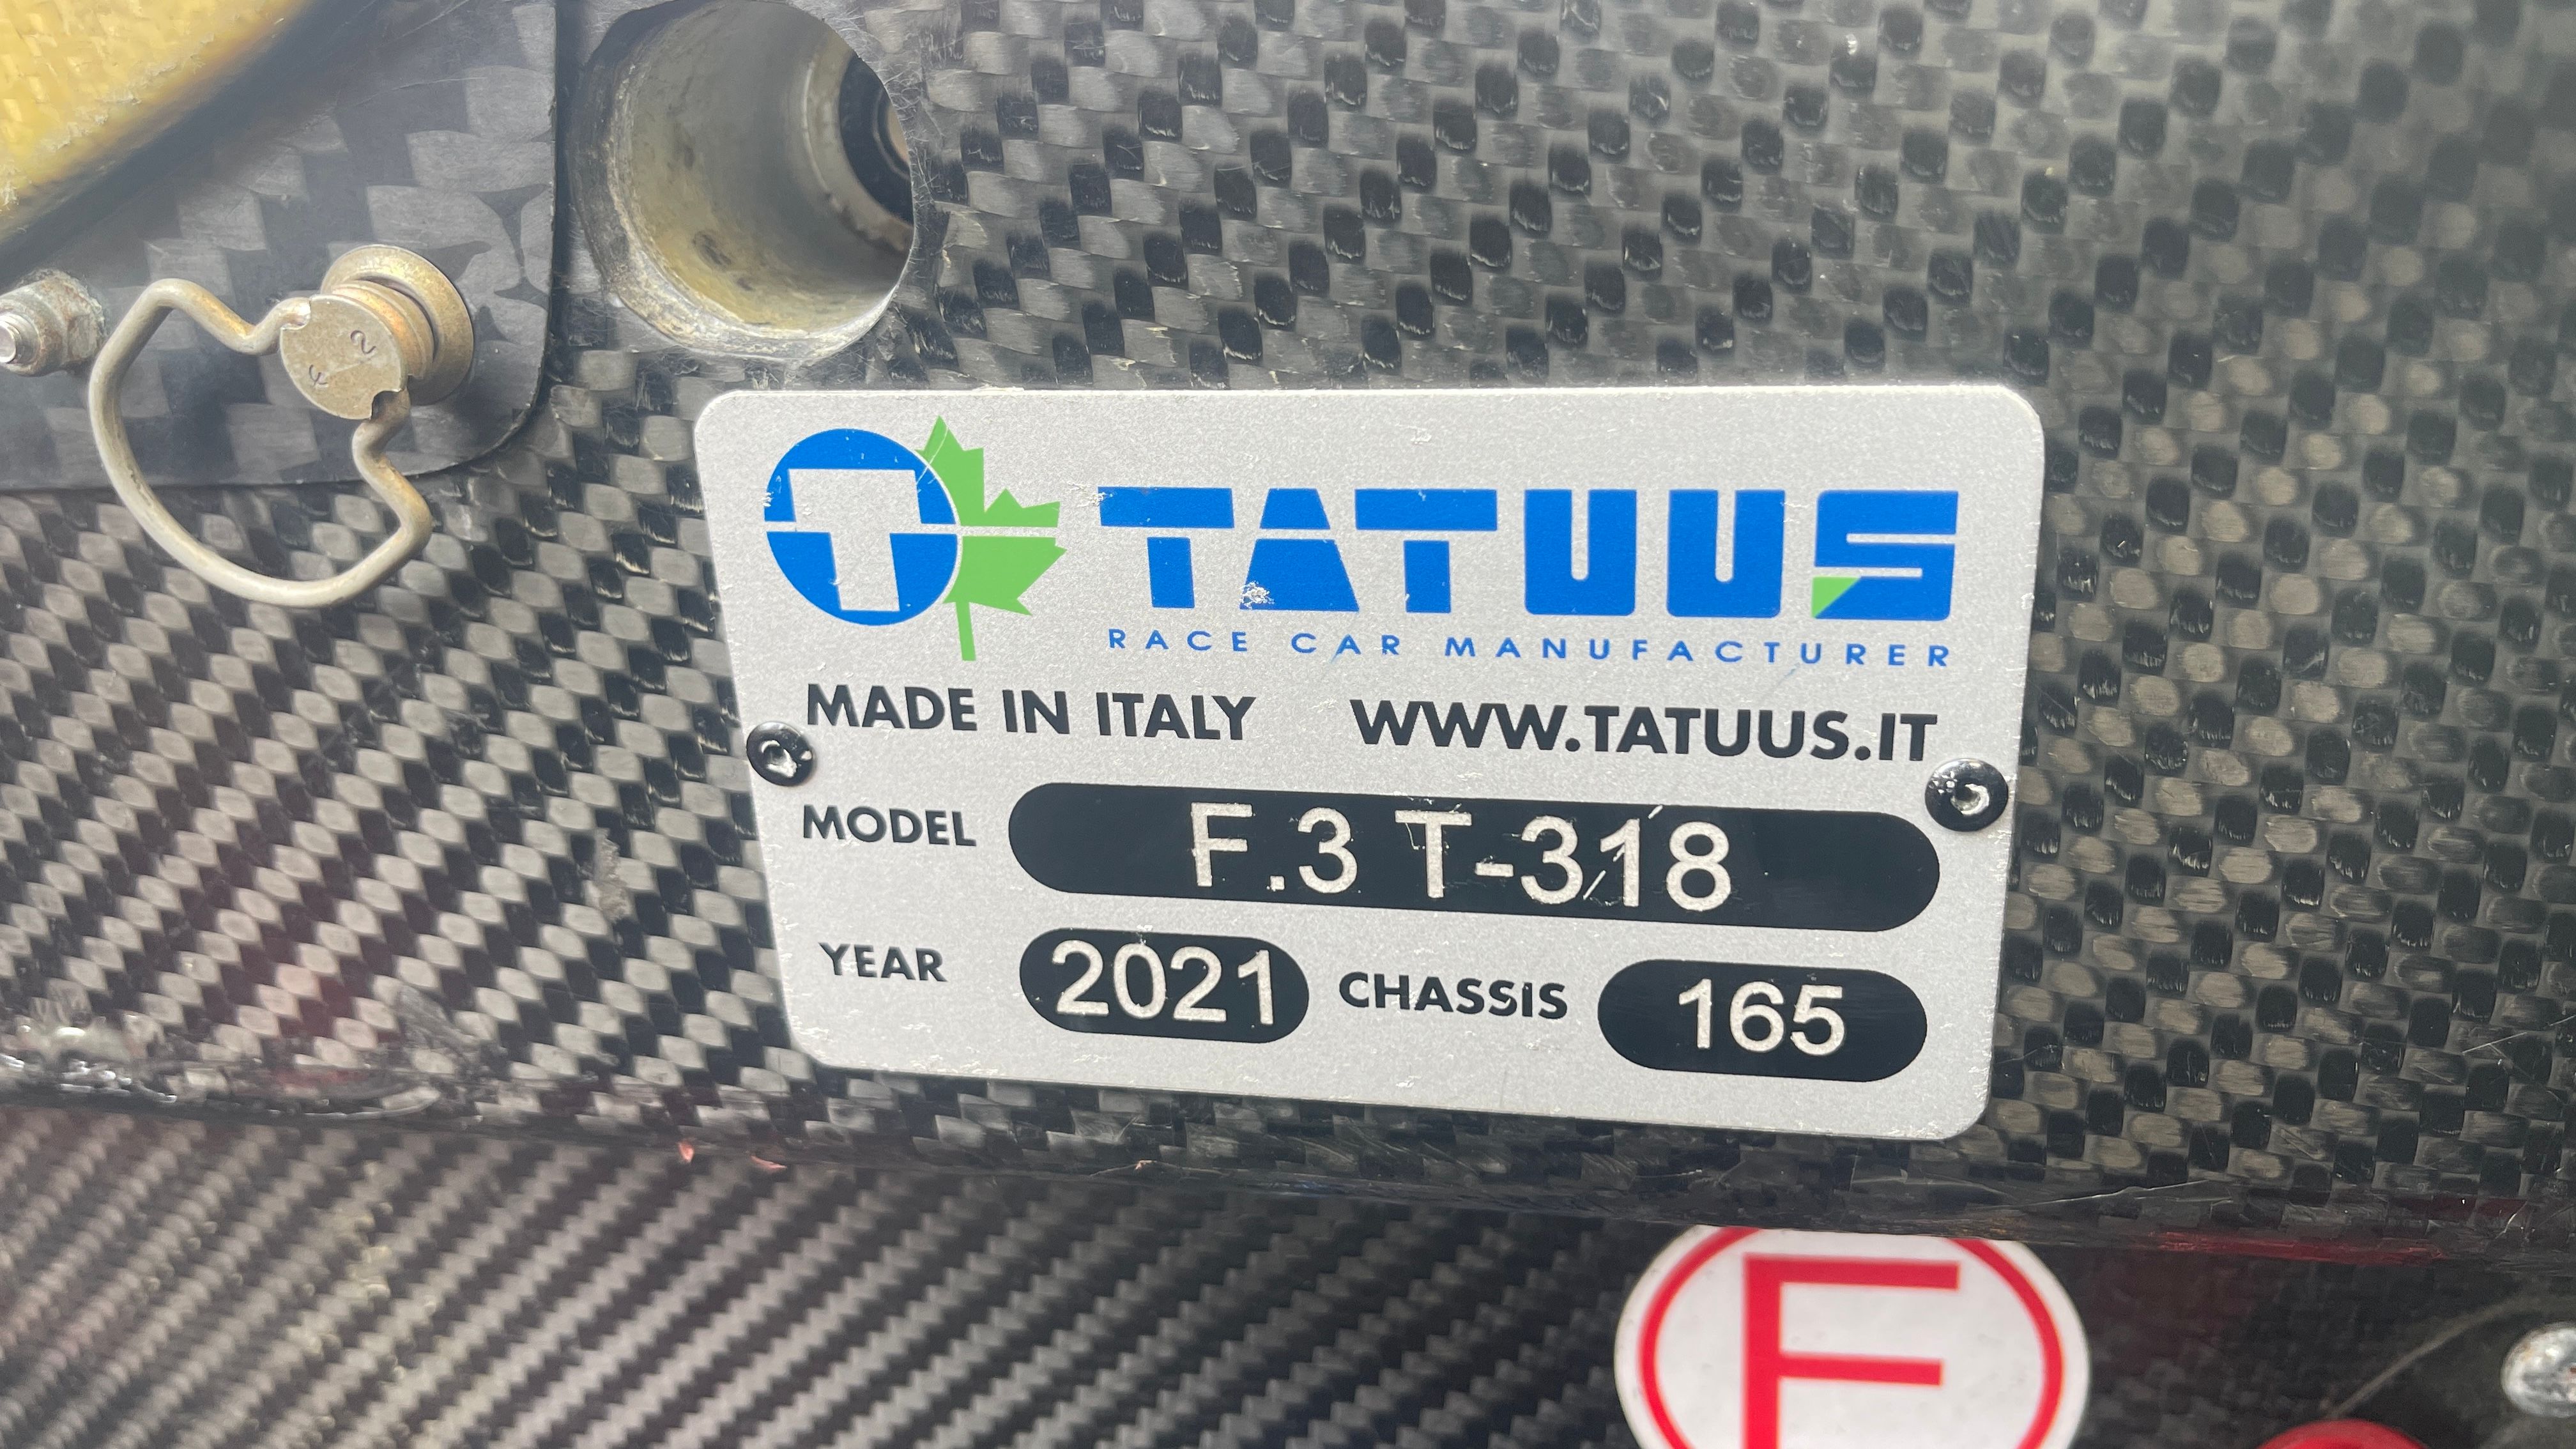 T TATUUS
RACE CAR MANUFACTURER
MADE IN ITALY WWW.TATUUS.IT
MODEL F.3 T-318
YEAR 2021 CHASSIS 165
F